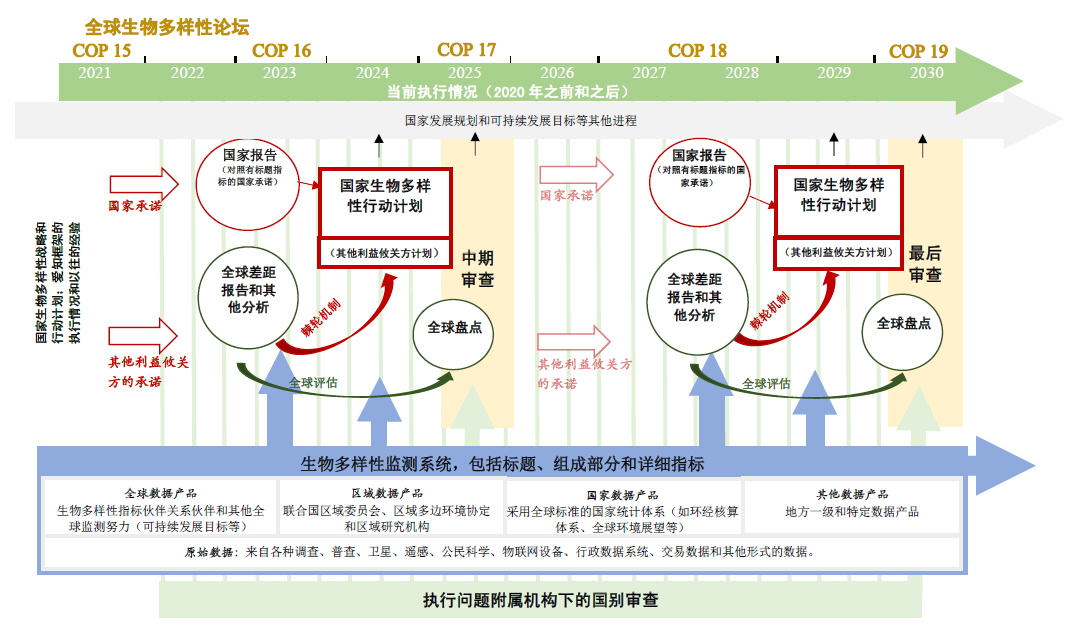 全球生物多样性论坛
COP 15
COP 16
COP 17
COP 18
COP 19
2021
2022
2023
2024
2025
2026
2027
2028
2029
2030
当前执行情况（2020 年之前和之后）
国家发展规划和可持续发展目标等其他进程
国家生物多样性战略和
行动计划；爱知框架的
执行情况和以往的经验
国家承诺
其他利益攸关
方的承诺
国家报告
（对照有标题指
标的国家承诺）
国家生物多样
性行动计划
（其他利益攸关方计划）
全球差距
报告和其
他分析
棘轮机制
全球评估
中期
审查
全球盘点
国家承诺
其他利益攸关方
的承诺
国家报告
（对照有标题指标的国
家承诺）
国家生物多样
性行动计划
（其他利益攸关方计划）
全球差距
报告和其
他分析
棘轮机制
全球评估
最后
审查
全球盘点
生物多样性监测系统，包括标题、组成部分和详细指标
全球数据产品
生物多样性指标伙伴关系伙伴和其他全
球监测努力（可持续发展目标等）
区域数据产品
联合国区域委员会、区域多边环境协定
和区域研究机构
国家数据产品
采用全球标准的国家统计体系（如环经核算
体系、全球环境展望等）
其他数据产品
地方一级和特定数据产品
原始数据：来自各种调查、普查、卫星、遥感、公民科学、物联网设备、行政数据系统、交易数据和其他形式的数据。
执行问题附属机构下的国别审查